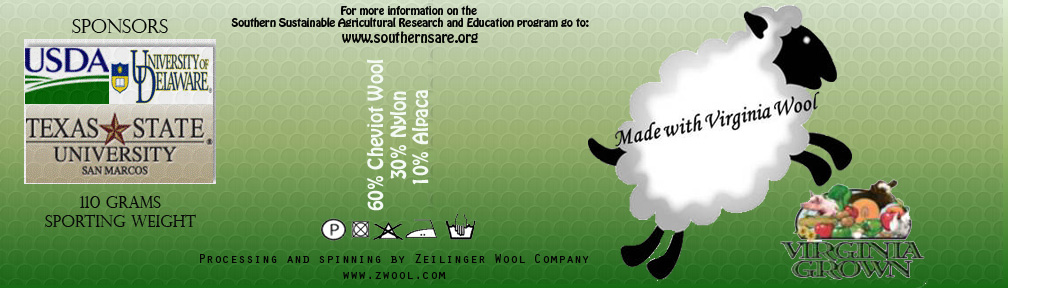 SPONSORS
USDA
UNIVERSITY OF
DELAWARE
TEXAS STATE
UNIVERSITY
SAN MARCOS
110 GRAMS
SPORTING WEIGHT
For more information on the
Southern Sustainable Agricultural Research and Education program go to:
www.southernsare.org
60% Cheviot Wool
30% Nylon
10% Alpaca
P
PROCESSING AND SPINNING BY ZEILINGER WOOL COMPANY
WWW.ZWOOL.COM
Made with Virginia Wool
VIRGINIA
GROWN